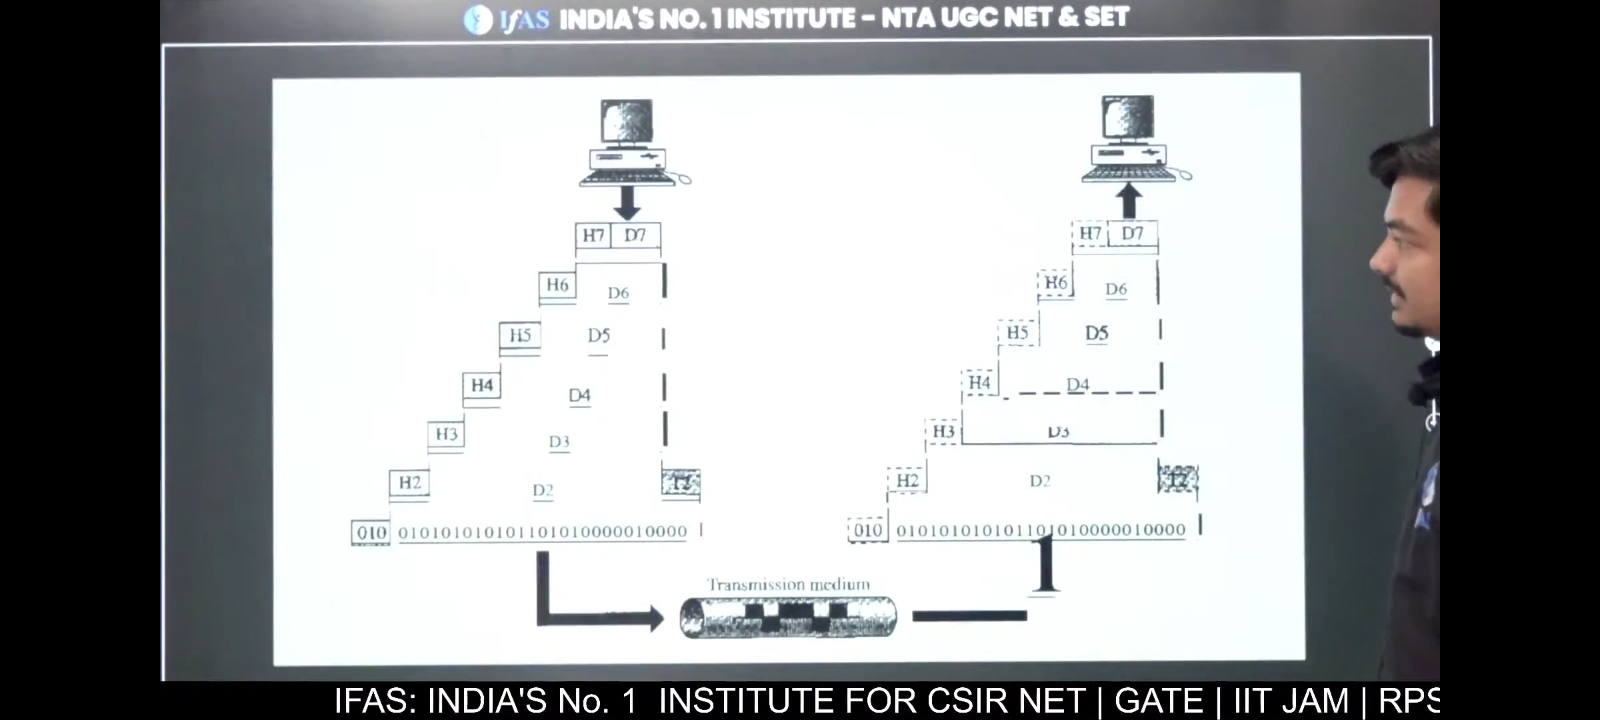 IfAS INDIA'S NO. 1 INSTITUTE - NTA UGC NET & SET
H7 D7 H7 D7
H6 D6 H6 D6
H5 D5 H5 D5
H4 D4 H4 D4
H3 D3 H3 D3
H2 D2 T2 H2 D2 T2
010 010101010101101010000010000 010 010101010101101010000010000
Transmission medium
IFAS: INDIA'S No. 1 INSTITUTE FOR CSIR NET | GATE | IIT JAM | RPS